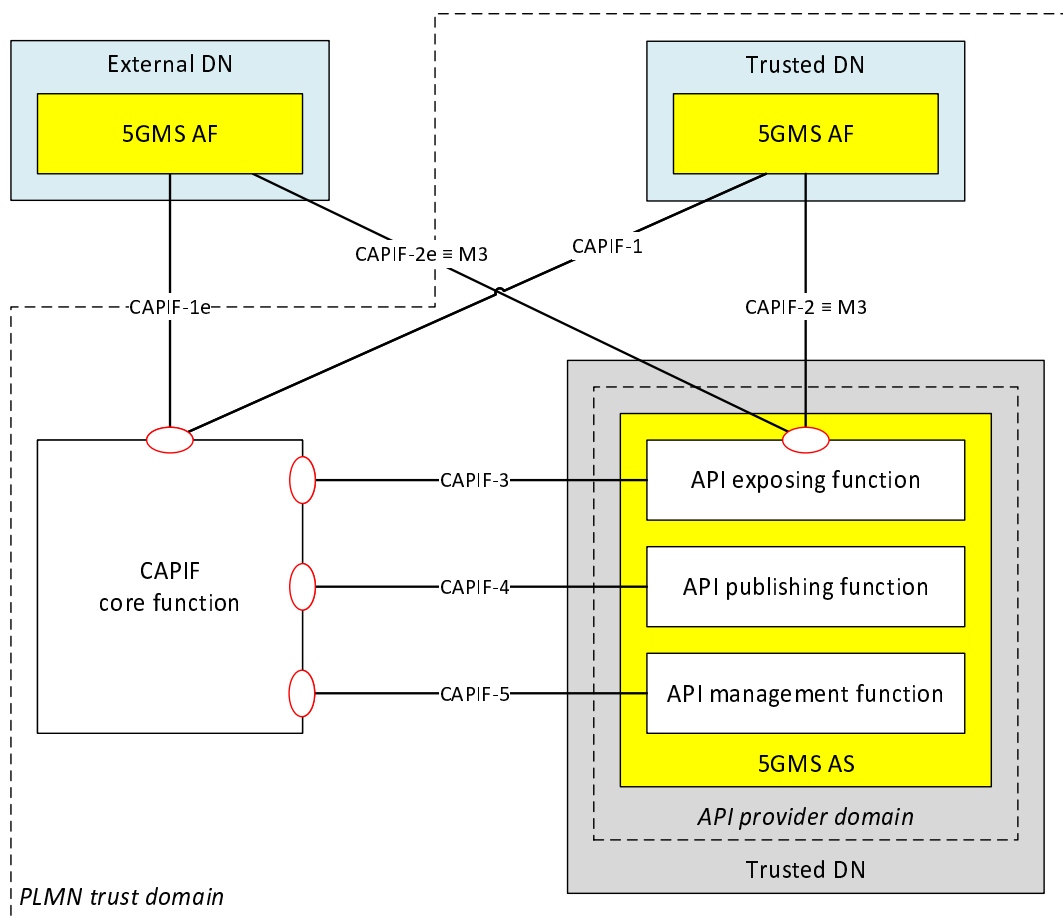 External DN
5GMS AF
Trusted DN
5GMS AF
CAPIF-2e ≡ M3
CAPIF-1
CAPIF-1e
CAPIF-2 ≡ M3
CAPIF
core function
CAPIF-3
CAPIF-4
CAPIF-5
API exposing function
API publishing function
API management function
5GMS AS
API provider domain
Trusted DN
PLMN trust domain